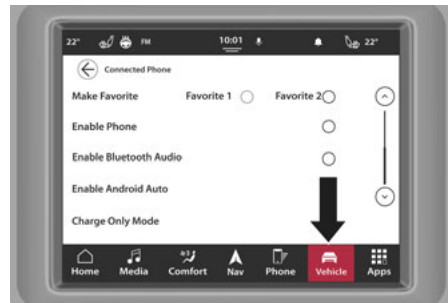 22° FM 10:01 22°
Connected Phone
Make Favorite Favorite 1 Favorite 2
Enable Phone
Enable Bluetooth Audio
Enable Android Auto
Charge Only Mode
Home Media Comfort Nav Phone Vehicle Apps